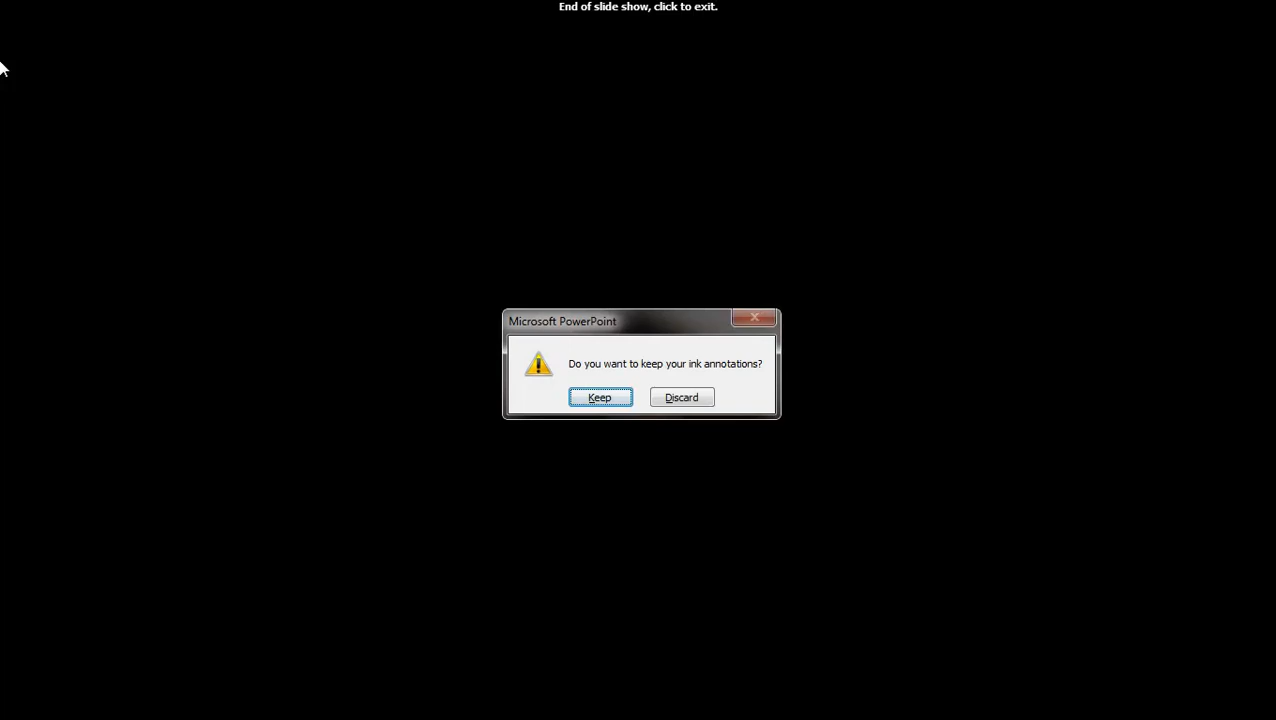 End of slide show, click to exit.
Microsoft PowerPoint
Do you want to keep your ink annotations?
Keep
Discard